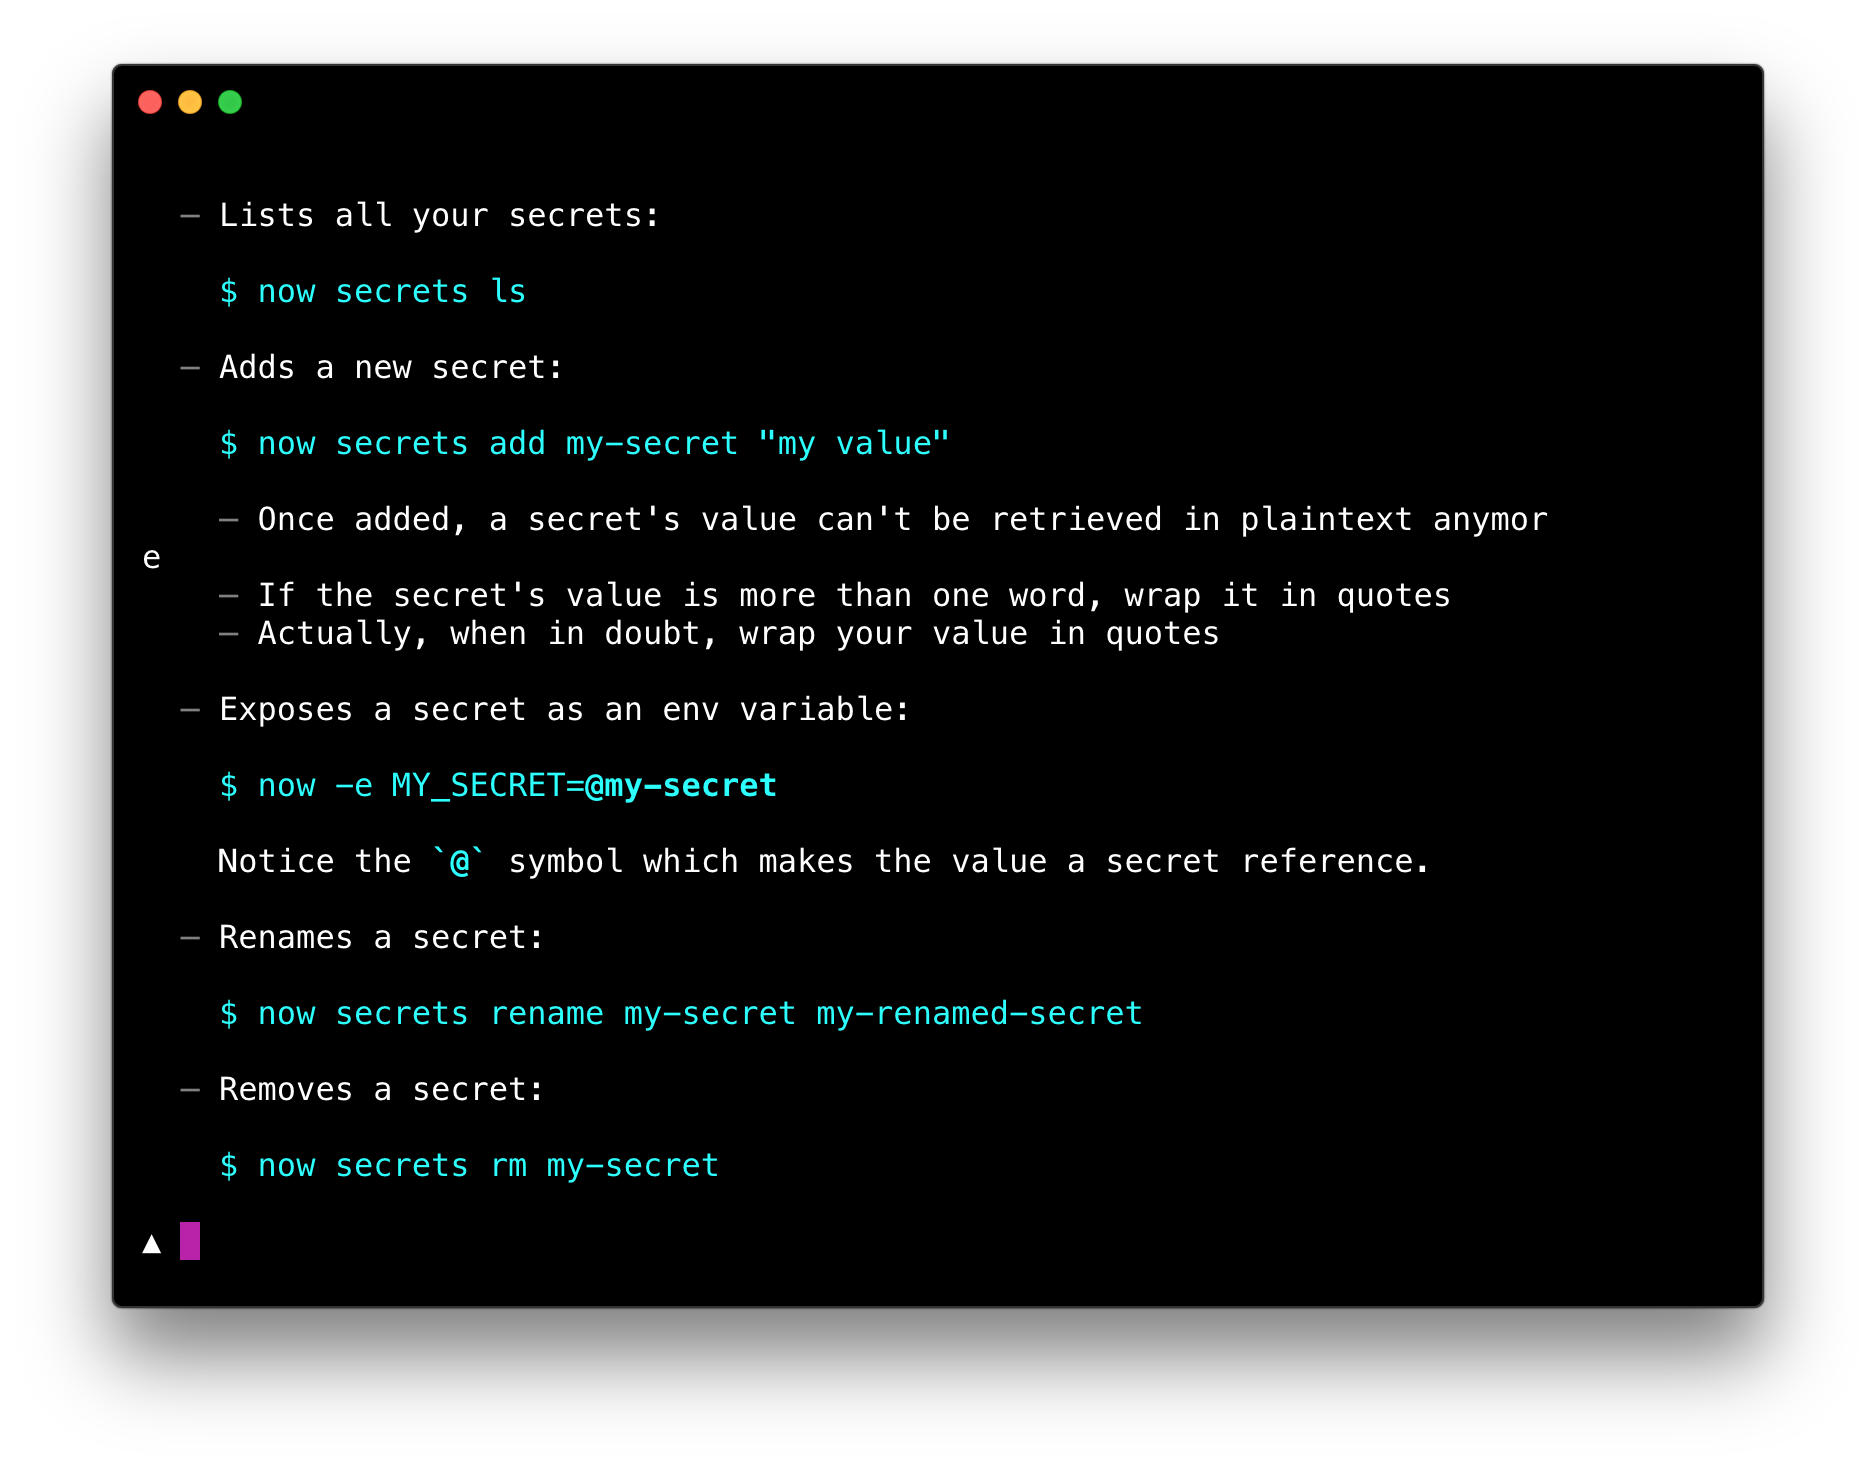 – Lists all your secrets:
$ now secrets ls
– Adds a new secret:
$ now secrets add my-secret "my value"
– Once added, a secret's value can't be retrieved in plaintext anymor
e
– If the secret's value is more than one word, wrap it in quotes
– Actually, when in doubt, wrap your value in quotes
– Exposes a secret as an env variable:
$ now -e MY_SECRET=@my-secret
Notice the `@` symbol which makes the value a secret reference.
– Renames a secret:
$ now secrets rename my-secret my-renamed-secret
– Removes a secret:
$ now secrets rm my-secret
▲